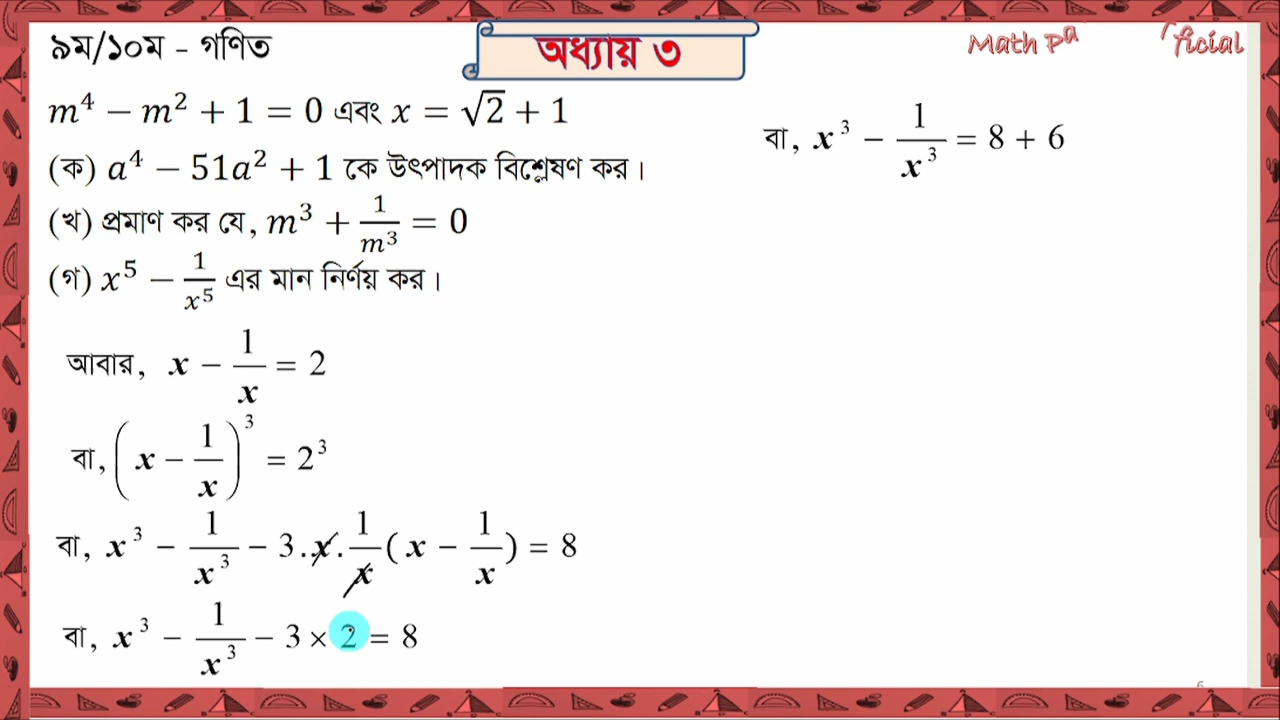 ৯ম/১০ম - গণিত
অধ্যায় ৩
Math Pa
ficial
m⁴ − m² + 1 = 0 এবং x = √2 + 1
(ক) a⁴ − 51a² + 1 কে উৎপাদক বিশ্লেষণ কর।
(খ) প্রমাণ কর যে, m³ + 1/m³ = 0
(গ) x⁵ − 1/x⁵ এর মান নির্ণয় কর।
আবার, x − 1/x = 2
বা, (x − 1/x)³ = 2³
বা, x³ − 1/x³ − 3.x.1/x(x − 1/x) = 8
বা, x³ − 1/x³ − 3 × 2 = 8
বা, x³ − 1/x³ = 8 + 6